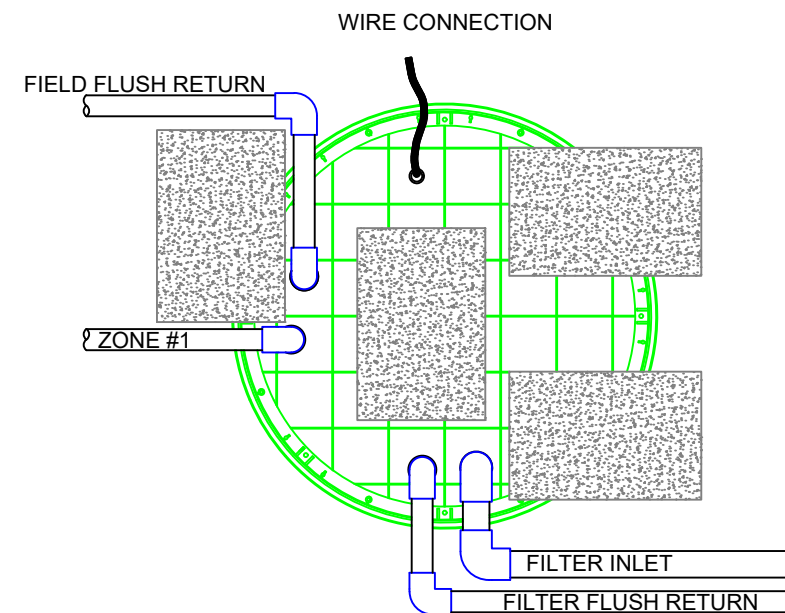 WIRE CONNECTION
FIELD FLUSH RETURN
ZONE #1
FILTER INLET
FILTER FLUSH RETURN